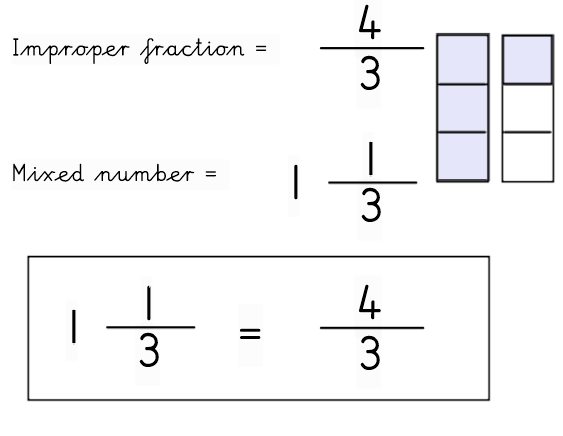 Improper fraction = 4/3
Mixed number = 1 1/3
1 1/3 = 4/3